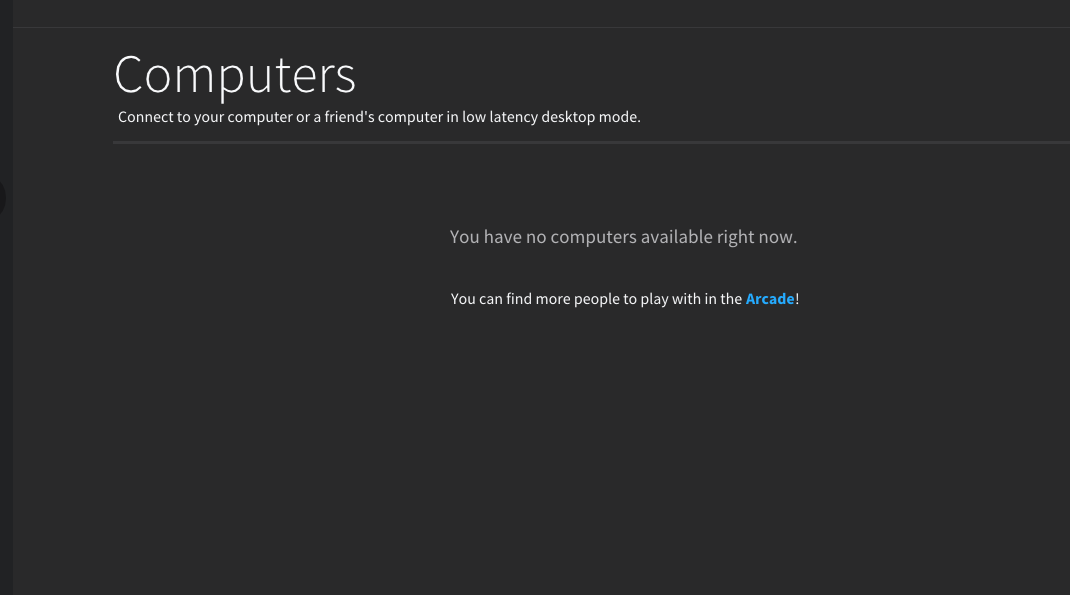 Computers
Connect to your computer or a friend's computer in low latency desktop mode.
You have no computers available right now.
You can find more people to play with in the Arcade!